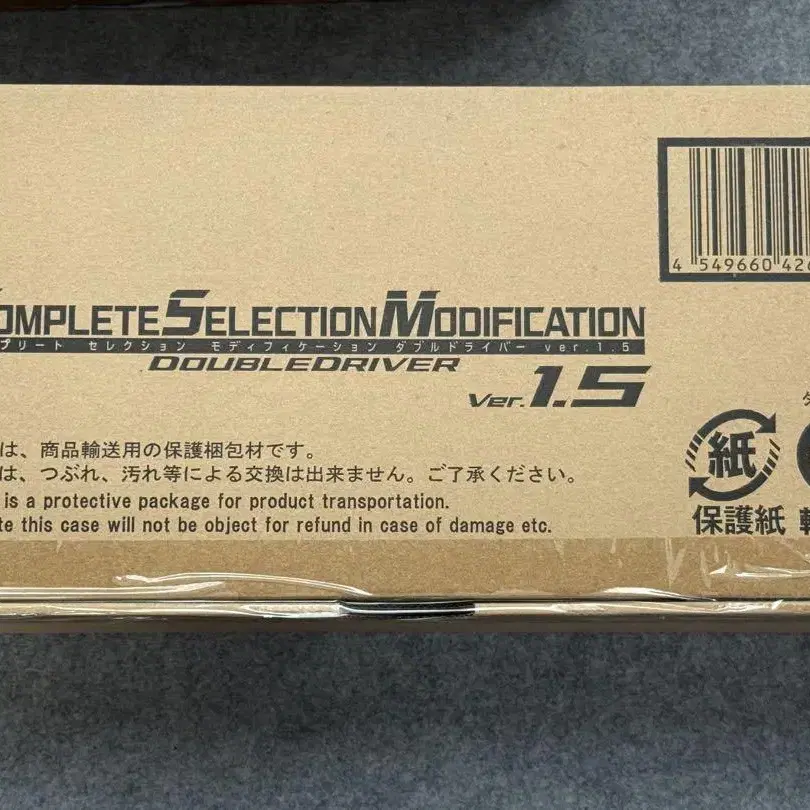 COMPLETE SELECTION MODIFICATION
プリート セレクション モディフィケーション ダブルドライバー ver.1.5
DOUBLEDRIVER
Ver.1.5
は、商品輸送用の保護梱包材です。
は、つぶれ、汚れ等による交換は出来ません。ご了承ください。
is a protective package for product transportation.
te this case will not be object for refund in case of damage etc.
4 549660 42
紙
保護紙